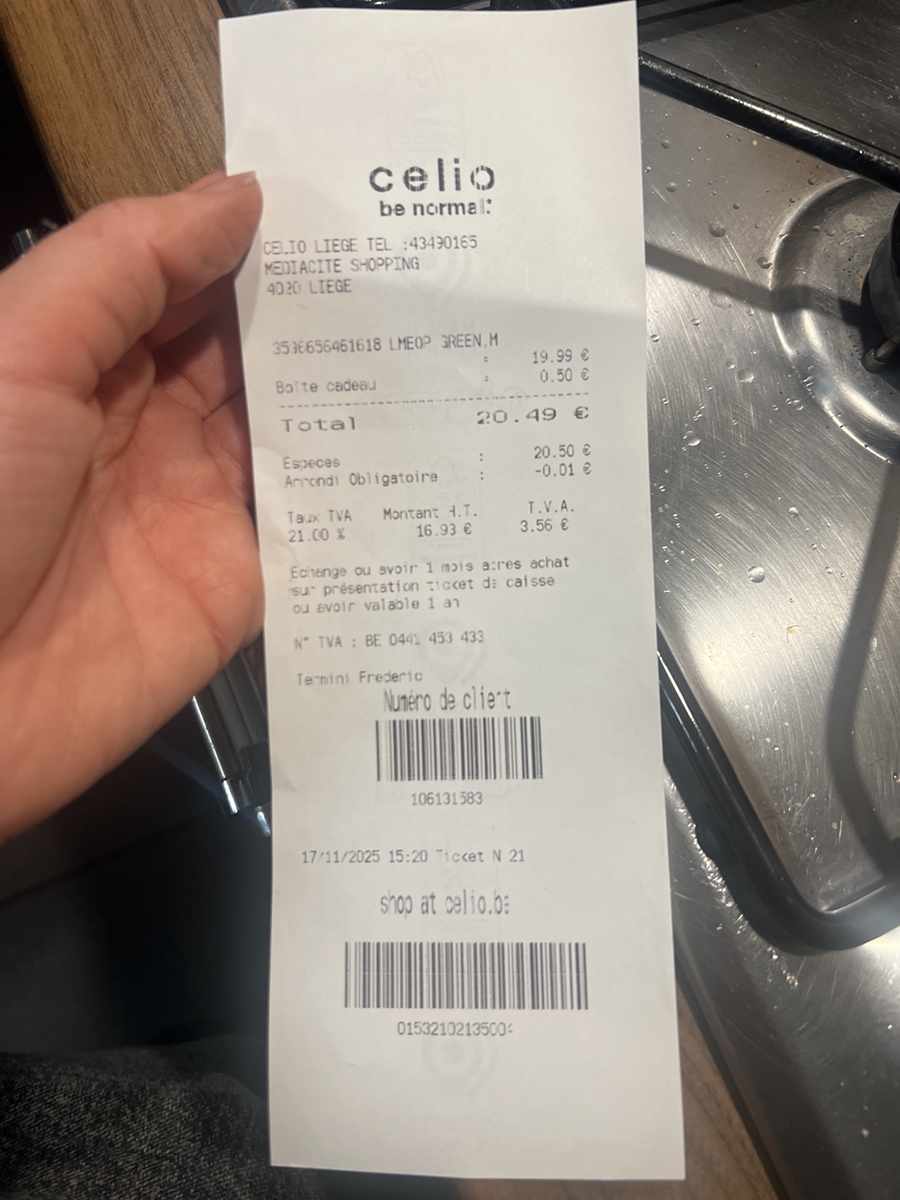 celio
be normal:
CELIO LIEGE TEL :43490165
MEDIACITE SHOPPING
4020 LIEGE
3596656461618 LMEOP GREEN.M
: 19.99 €
Boîte cadeau : 0.50 €
Total 20.49 €
Especes : 20.50 €
Arrondi Obligatoire : -0.01 €
Taux TVA Montant H.T. T.V.A.
21.00 % 16.93 € 3.56 €
Echange ou avoir 1 mois apres achat
sur présentation ticket de caisse
ou avoir valable 1 an
N° TVA : BE 0441 453 433
Termini Frederic
Numéro de client
106131583
17/11/2025 15:20 Ticket N 21
shop at celio.be